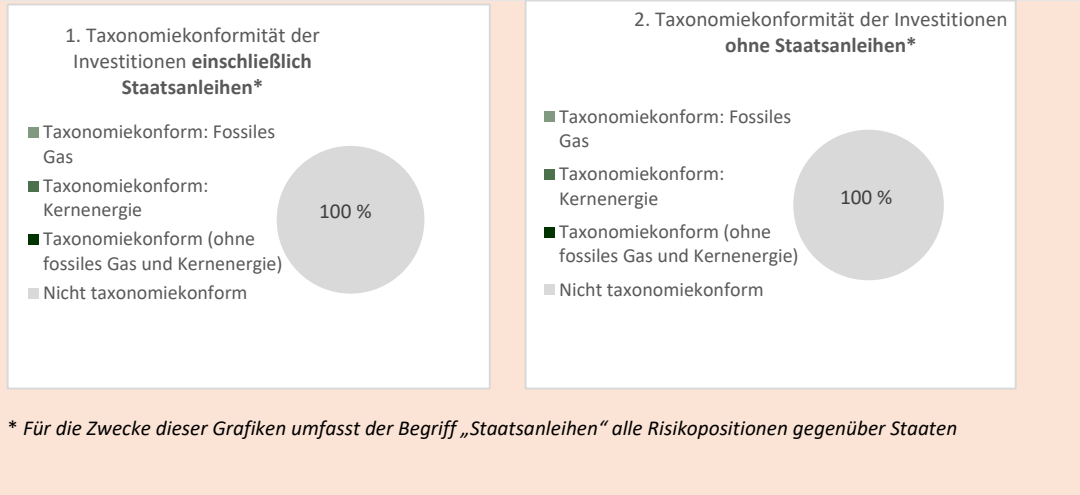 1. Taxonomiekonformität der
Investitionen einschließlich
Staatsanleihen*
Taxonomiekonform: Fossiles
Gas
Taxonomiekonform:
Kernenergie
Taxonomiekonform (ohne
fossiles Gas und Kernenergie)
Nicht taxonomiekonform
100 %
2. Taxonomiekonformität der Investitionen
ohne Staatsanleihen*
Taxonomiekonform: Fossiles
Gas
Taxonomiekonform:
Kernenergie
Taxonomiekonform (ohne
fossiles Gas und Kernenergie)
Nicht taxonomiekonform
100 %
* Für die Zwecke dieser Grafiken umfasst der Begriff „Staatsanleihen“ alle Risikopositionen gegenüber Staaten